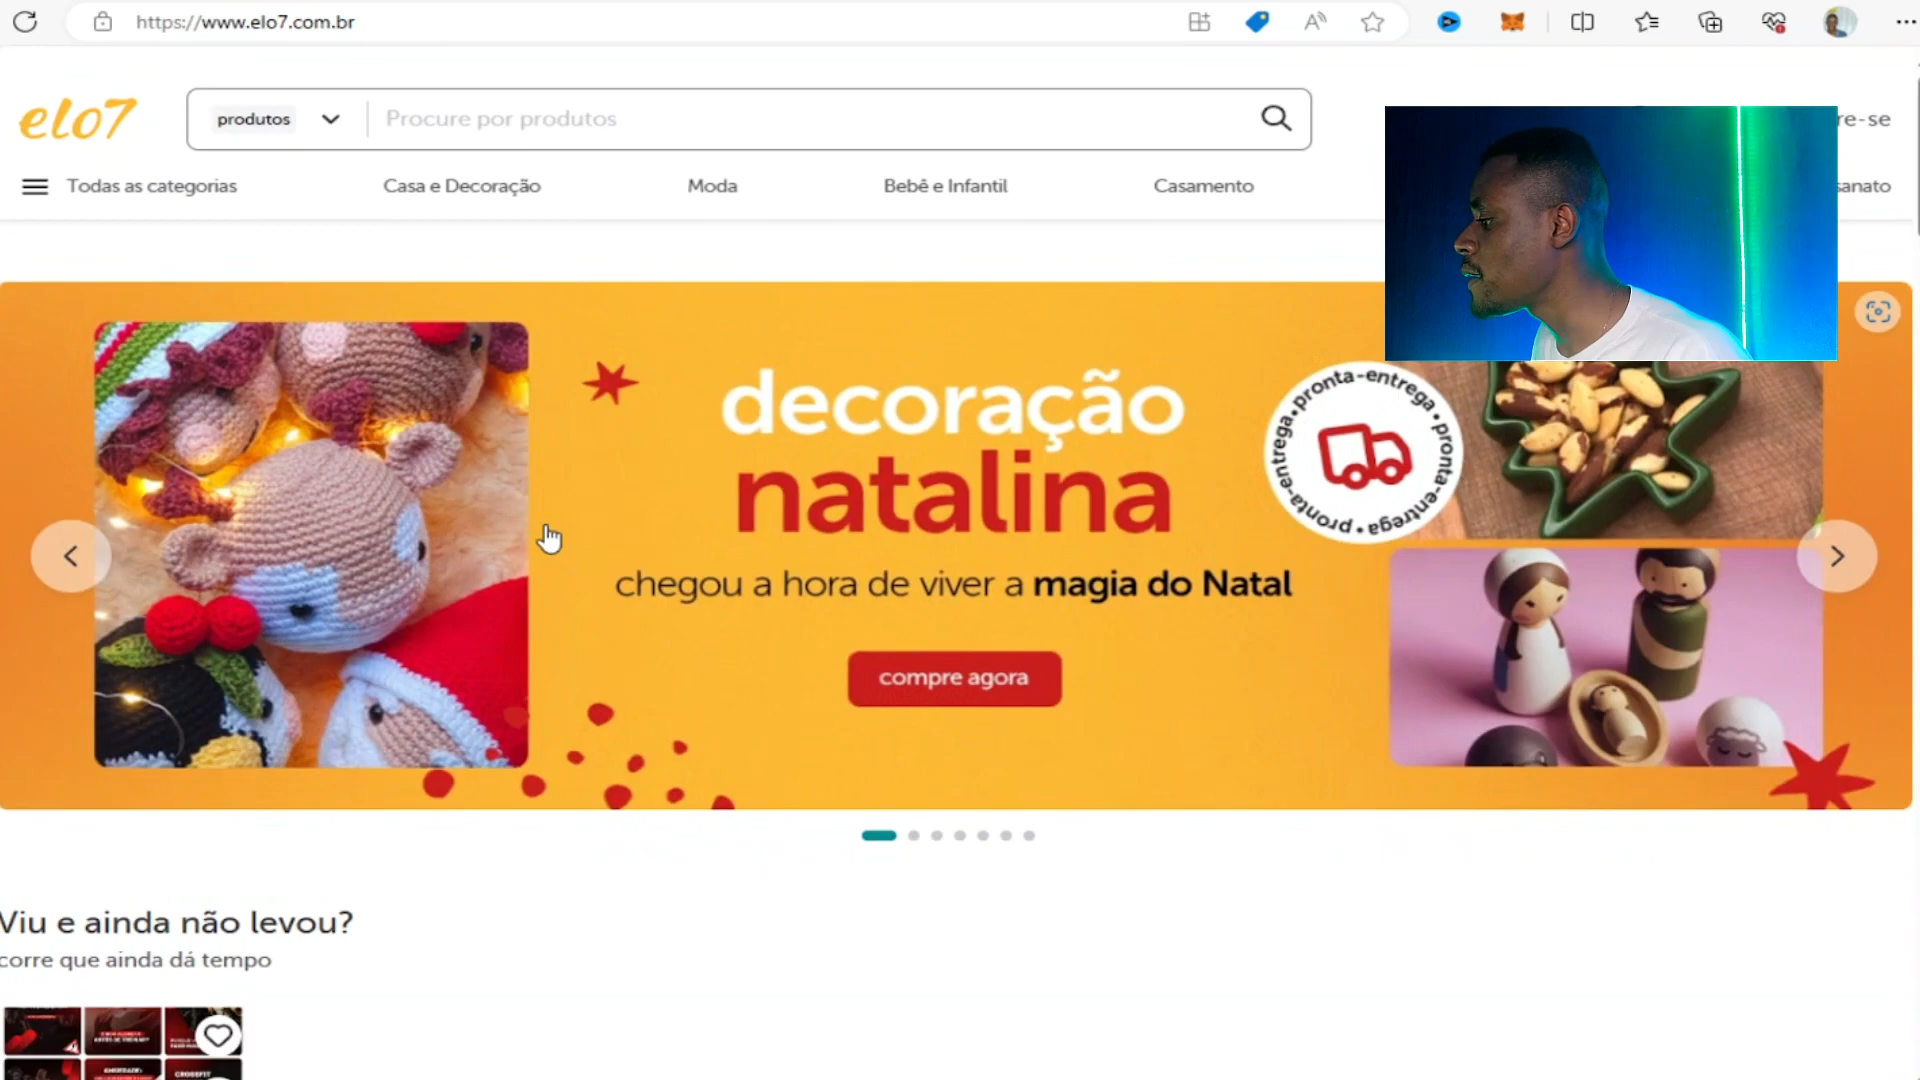 https://www.elo7.com.br
elo7
produtos
Procure por produtos
re-se
Todas as categorias
Casa e Decoração
Moda
Bebê e Infantil
Casamento
sanato
decoração
natalina
pronta-entrega • pronta-entrega • pronta-entrega •
chegou a hora de viver a magia do Natal
compre agora
Viu e ainda não levou?
corre que ainda dá tempo
CROSSFIT